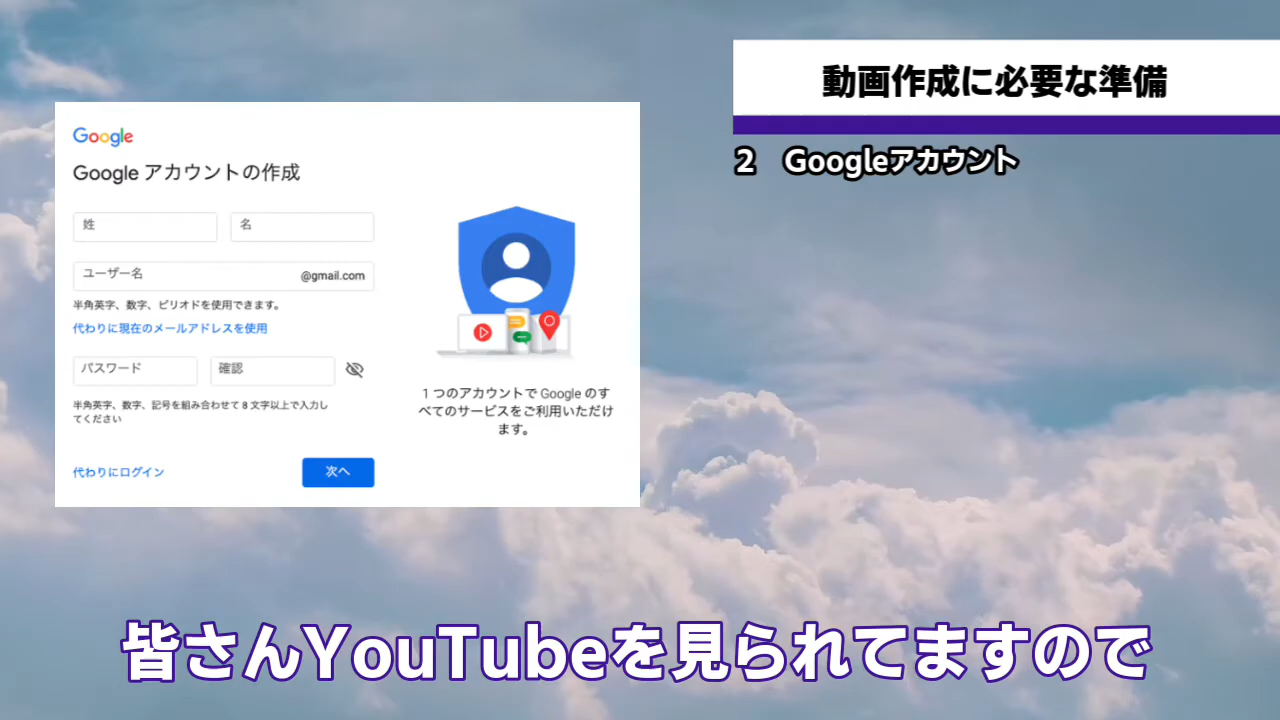 動画作成に必要な準備
2 Googleアカウント
Google
Google アカウントの作成
姓
名
ユーザー名
@gmail.com
半角英字、数字、ピリオドを使用できます。
代わりに現在のメールアドレスを使用
パスワード
確認
半角英字、数字、記号を組み合わせて 8 文字以上で入力し
てください
代わりにログイン
次へ
1 つのアカウントで Google のす
べてのサービスをご利用いただけ
ます。
皆さんYouTubeを見られてますので